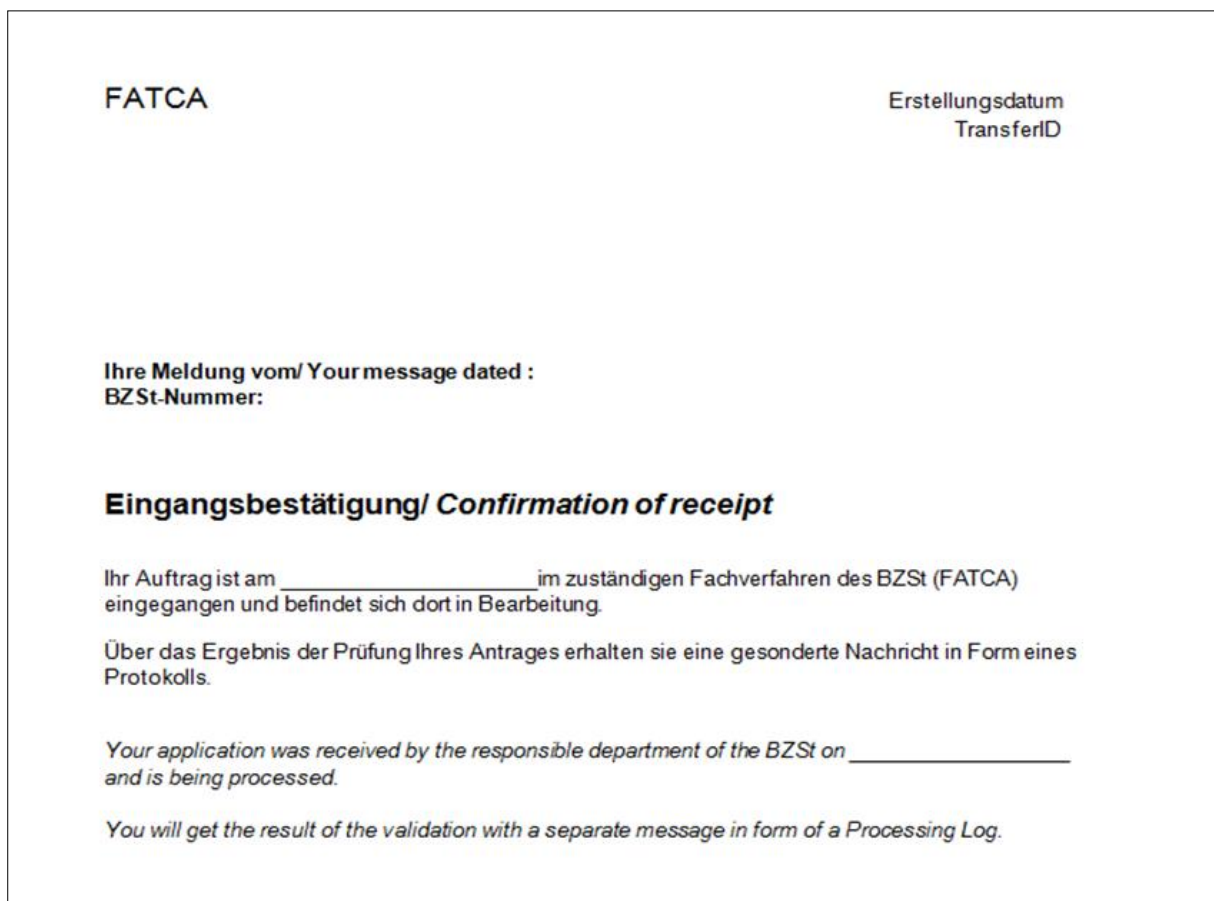 FATCA
Erstellungsdatum
TransferID
Ihre Meldung vom/ Your message dated :
BZSt-Nummer:
Eingangsbestätigung/ Confirmation of receipt
Ihr Auftrag ist am ______________________im zuständigen Fachverfahren des BZSt (FATCA)
eingegangen und befindet sich dort in Bearbeitung.
Über das Ergebnis der Prüfung Ihres Antrages erhalten sie eine gesonderte Nachricht in Form eines
Protokolls.
Your application was received by the responsible department of the BZSt on ___________________
and is being processed.
You will get the result of the validation with a separate message in form of a Processing Log.